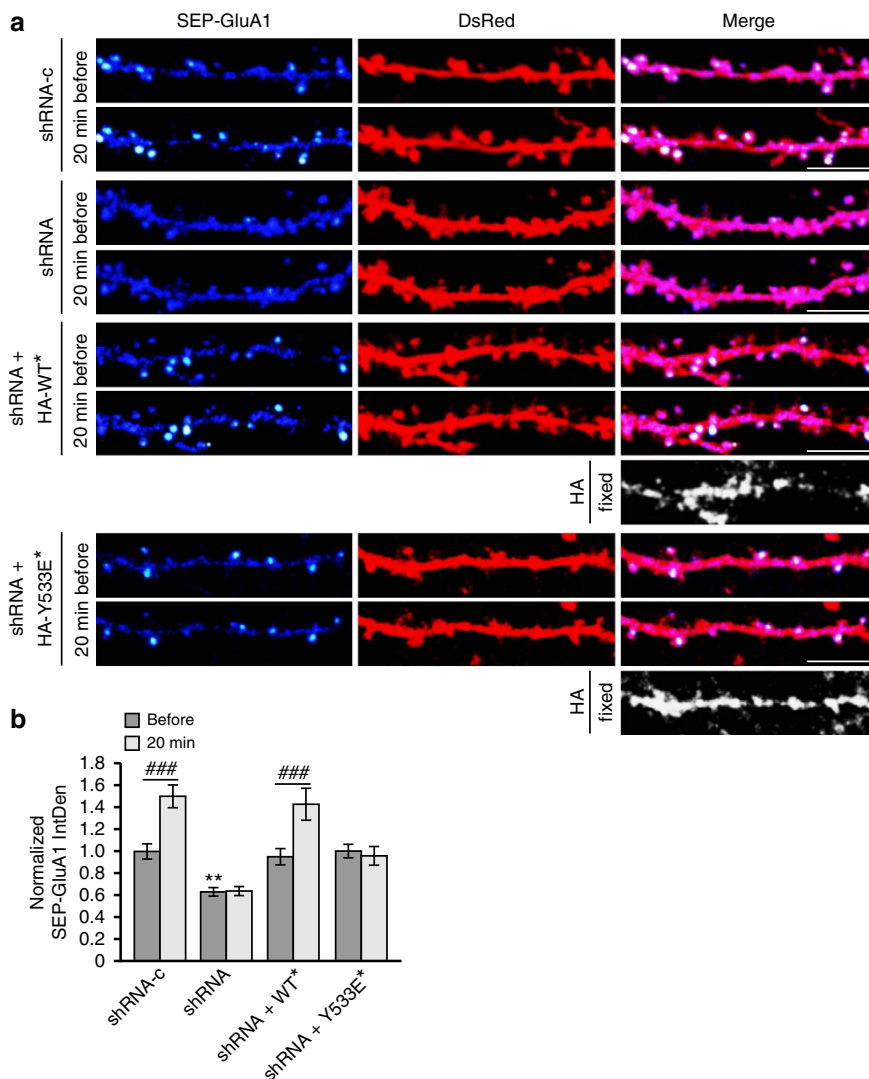 a
SEP-GluA1
DsRed
Merge
shRNA-c
before
20 min
shRNA
before
20 min
shRNA +
HA-WT*
before
20 min
HA
fixed
shRNA +
HA-Y533E*
before
20 min
HA
fixed
b
Before
20 min
Normalized
SEP-GluA1 IntDen
1.8
1.6
1.4
1.2
1.0
0.8
0.6
0.4
0.2
0
###
**
###
shRNA-c
shRNA
shRNA + WT*
shRNA + Y533E*